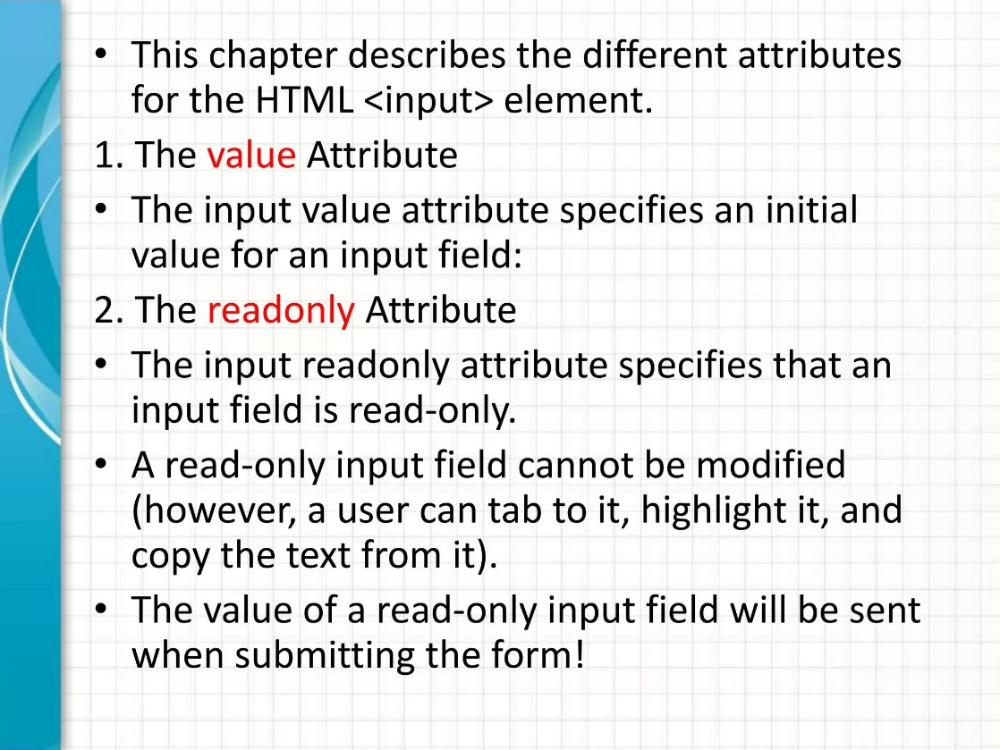 • This chapter describes the different attributes
for the HTML <input> element.
1. The value Attribute
• The input value attribute specifies an initial
value for an input field:
2. The readonly Attribute
• The input readonly attribute specifies that an
input field is read-only.
• A read-only input field cannot be modified
(however, a user can tab to it, highlight it, and
copy the text from it).
• The value of a read-only input field will be sent
when submitting the form!